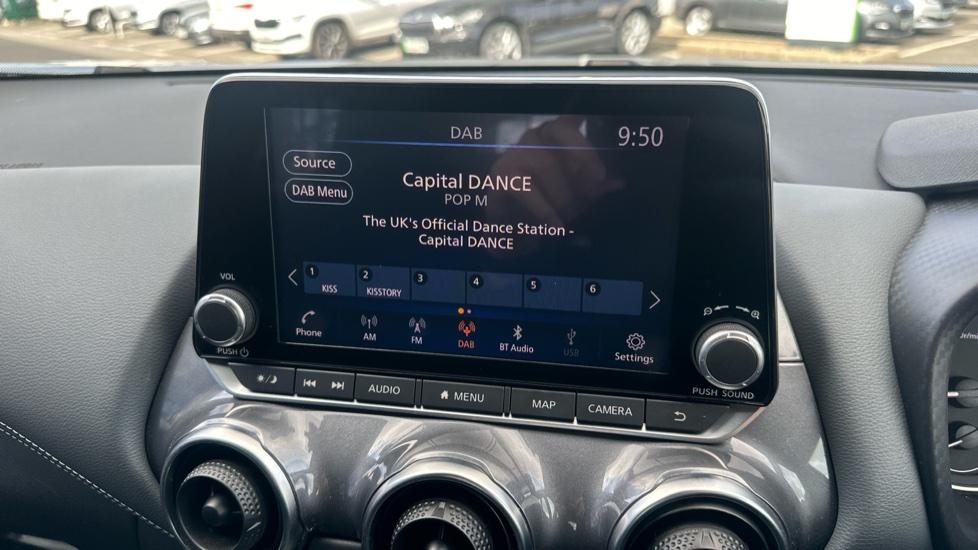 DAB
9:50
Source
DAB Menu
Capital DANCE
POP M
The UK's Official Dance Station -
Capital DANCE
1 2 3 4 5 6
KISS KISSTORY
Phone AM FM DAB BT Audio USB Settings
VOL
PUSH
PUSH SOUND
AUDIO MENU MAP CAMERA